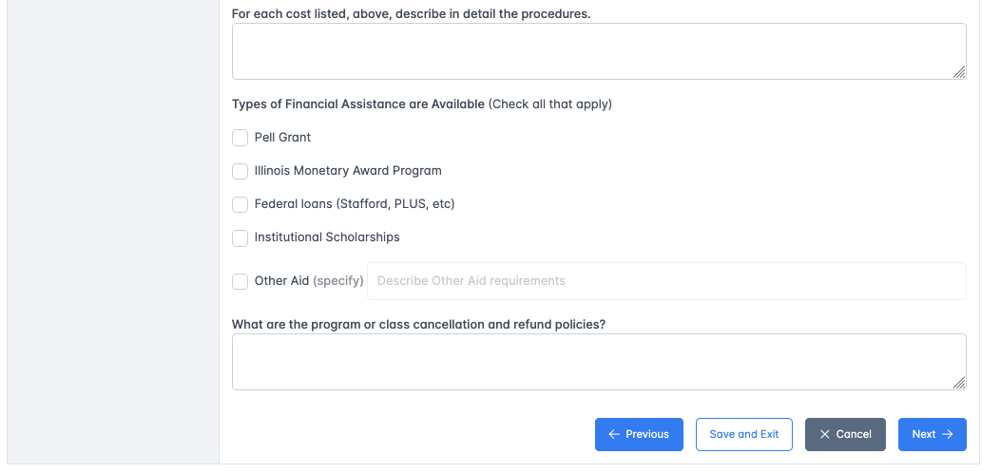 For each cost listed, above, describe in detail the procedures.
Types of Financial Assistance are Available (Check all that apply)
Pell Grant
Illinois Monetary Award Program
Federal loans (Stafford, PLUS, etc)
Institutional Scholarships
Other Aid (specify) Describe Other Aid requirements
What are the program or class cancellation and refund policies?
← Previous Save and Exit × Cancel Next →